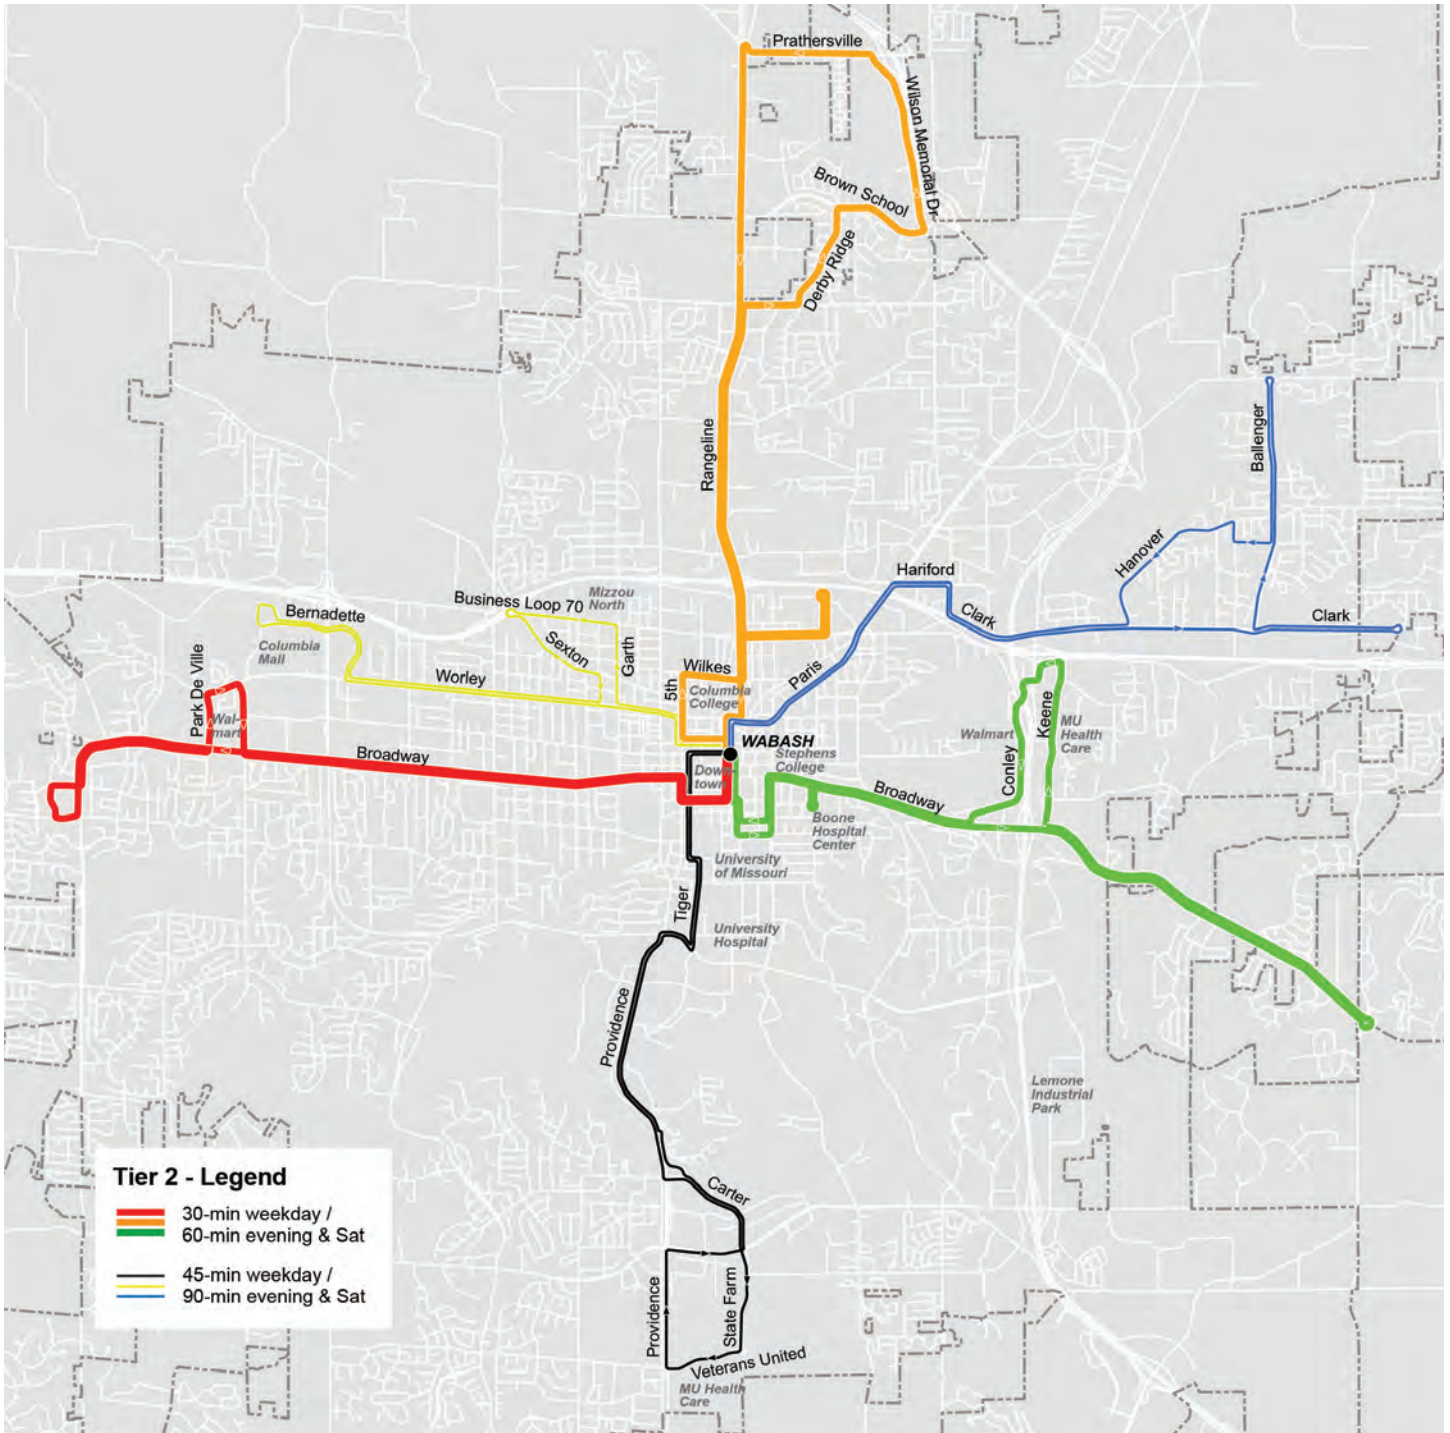 Prathersville
Wilson Memorial Dr
Brown School
Derby Ridge
Rangeline
Ballenger
Hanover
Hariford
Clark
Clark
Paris
Business Loop 70
Mizzou
North
Bernadette
Columbia
Mall
Sexton
Garth
Worley
Wilkes
5th
Columbia
College
Park De Ville
Wal-
mart
Broadway
WABASH
Stephens
College
Down-
town
Walmart
Conley
Keene
MU
Health
Care
Broadway
Boone
Hospital
Center
University
of Missouri
Tiger
University
Hospital
Providence
Lemone
Industrial
Park
Carter
Providence
State Farm
Veterans United
MU Health
Care
Tier 2 - Legend
30-min weekday /
60-min evening & Sat
45-min weekday /
90-min evening & Sat